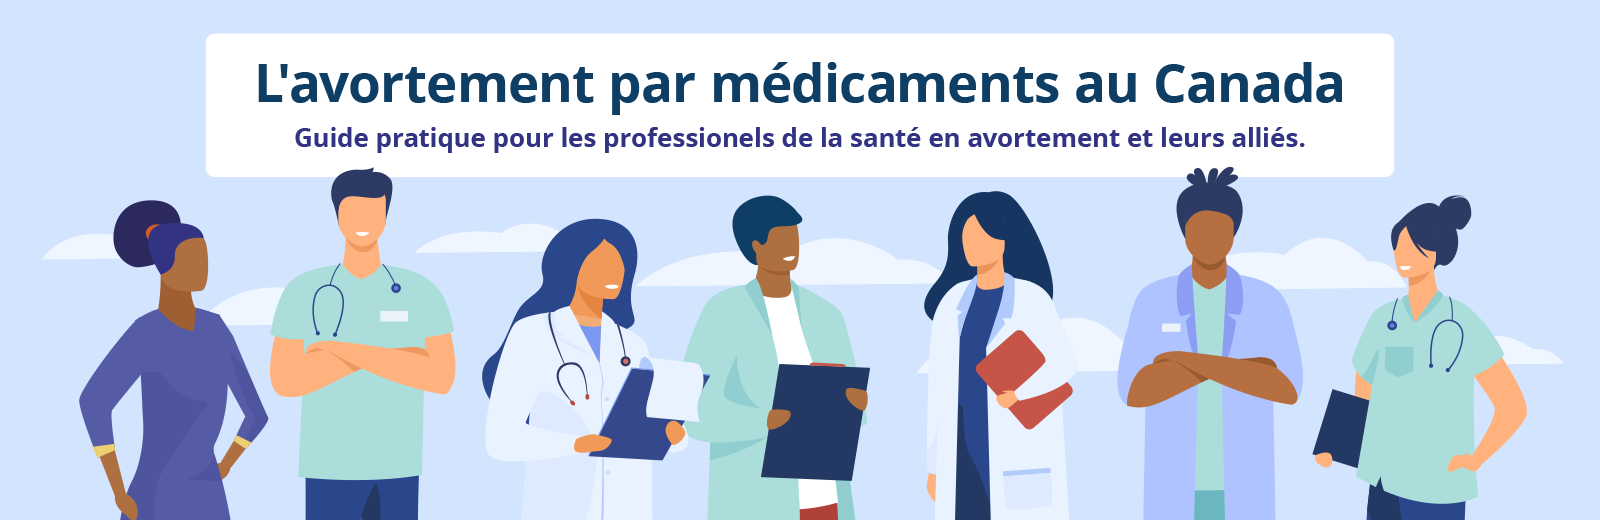 L'avortement par médicaments au Canada
Guide pratique pour les professionels de la santé en avortement et leurs alliés.